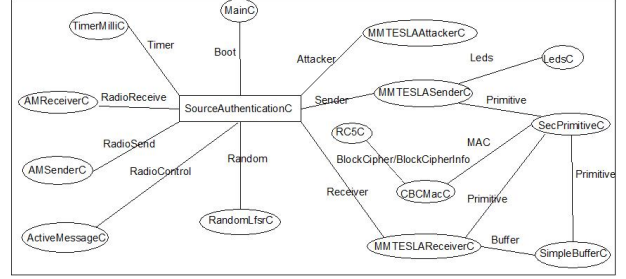 MainC
TimerMilliC
MMTESLAAttackerC
Timer
Boot
Attacker
Leds
LedsC
AMReceiverC
RadioReceive
SourceAuthenticationC
Sender
MMTESLASenderC
Primitive
SecPrimitiveC
RC5C
MAC
RadioSend
AMSenderC
RadioControl
Random
BlockCipher/BlockCipherInfo
Primitive
Receiver
CBCMacC
Primitive
RandomLfsrC
ActiveMessageC
MMTESLAReceiverC
Buffer
SimpleBufferC